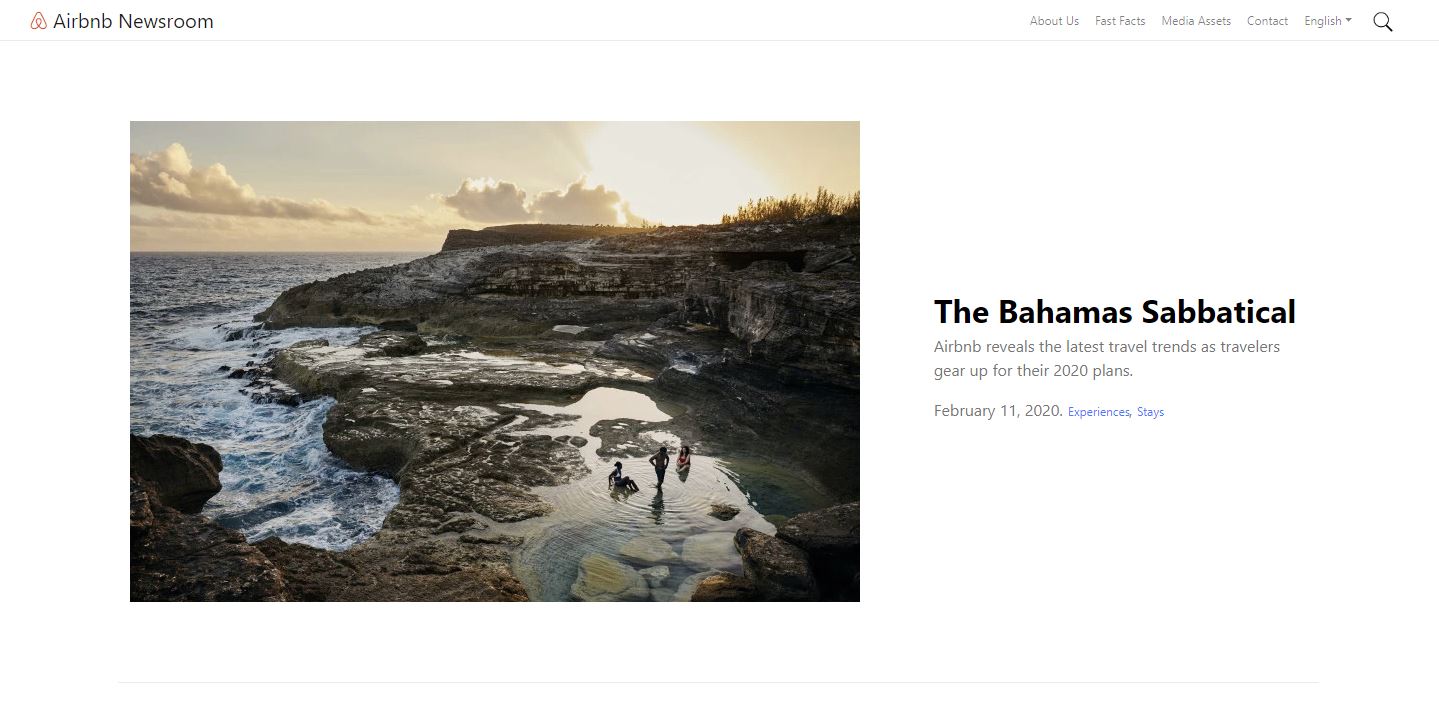 Airbnb Newsroom
About Us Fast Facts Media Assets Contact English
The Bahamas Sabbatical
Airbnb reveals the latest travel trends as travelers
gear up for their 2020 plans.
February 11, 2020. Experiences, Stays